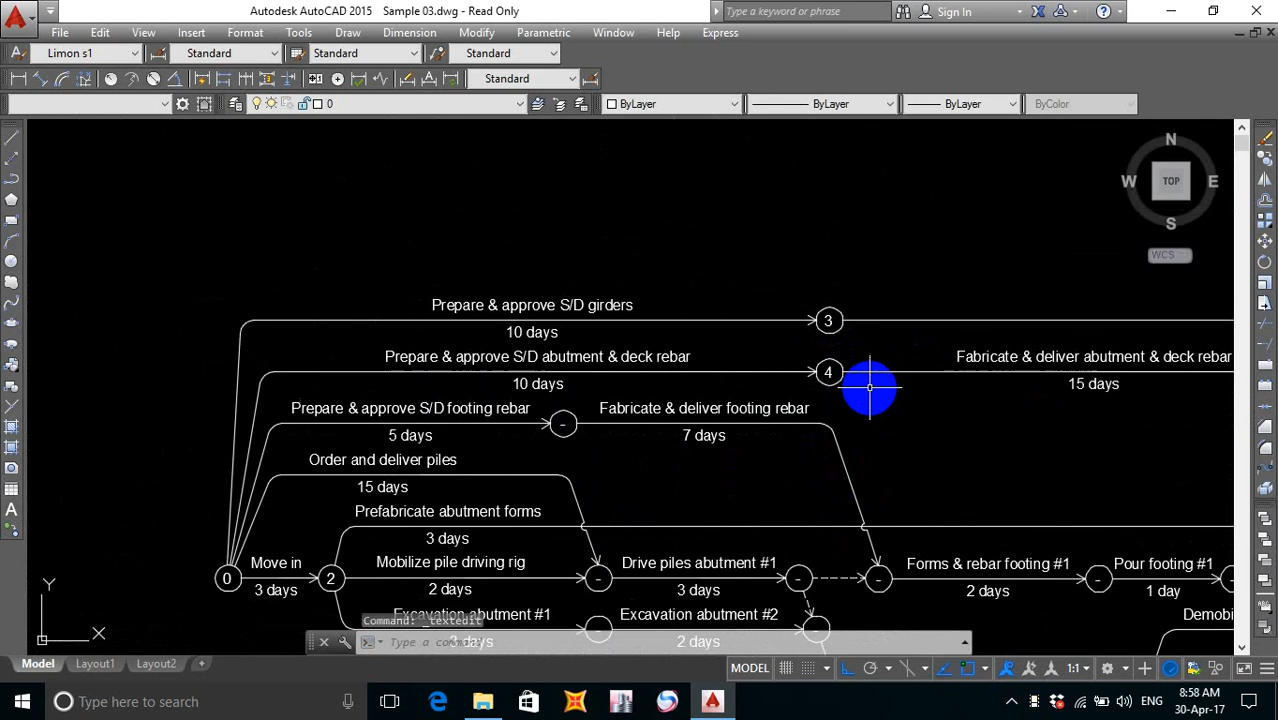 Autodesk AutoCAD 2015 Sample 03.dwg - Read Only
Type a keyword or phrase
Sign In
File Edit View Insert Format Tools Draw Dimension Modify Parametric Window Help Express
Limon s1 Standard Standard Standard
Standard
0 ByLayer ByLayer ByLayer ByColor
N
W TOP E
S
WCS
Prepare & approve S/D girders
3
10 days
Prepare & approve S/D abutment & deck rebar
4
Fabricate & deliver abutment & deck rebar
10 days
15 days
Prepare & approve S/D footing rebar
Fabricate & deliver footing rebar
-
5 days
7 days
Order and deliver piles
15 days
Prefabricate abutment forms
3 days
Move in
Mobilize pile driving rig
Drive piles abutment #1
Forms & rebar footing #1
Pour footing #1
0 2 - - - - -
3 days
2 days
3 days
2 days
1 day
Excavation abutment #1
Excavation abutment #2
Demobi
- -
3 days
2 days
Y
X
Command: _textedit
Type a command
Model Layout1 Layout2 +
MODEL 1:1
Type here to search
ENG
8:58 AM
30-Apr-17